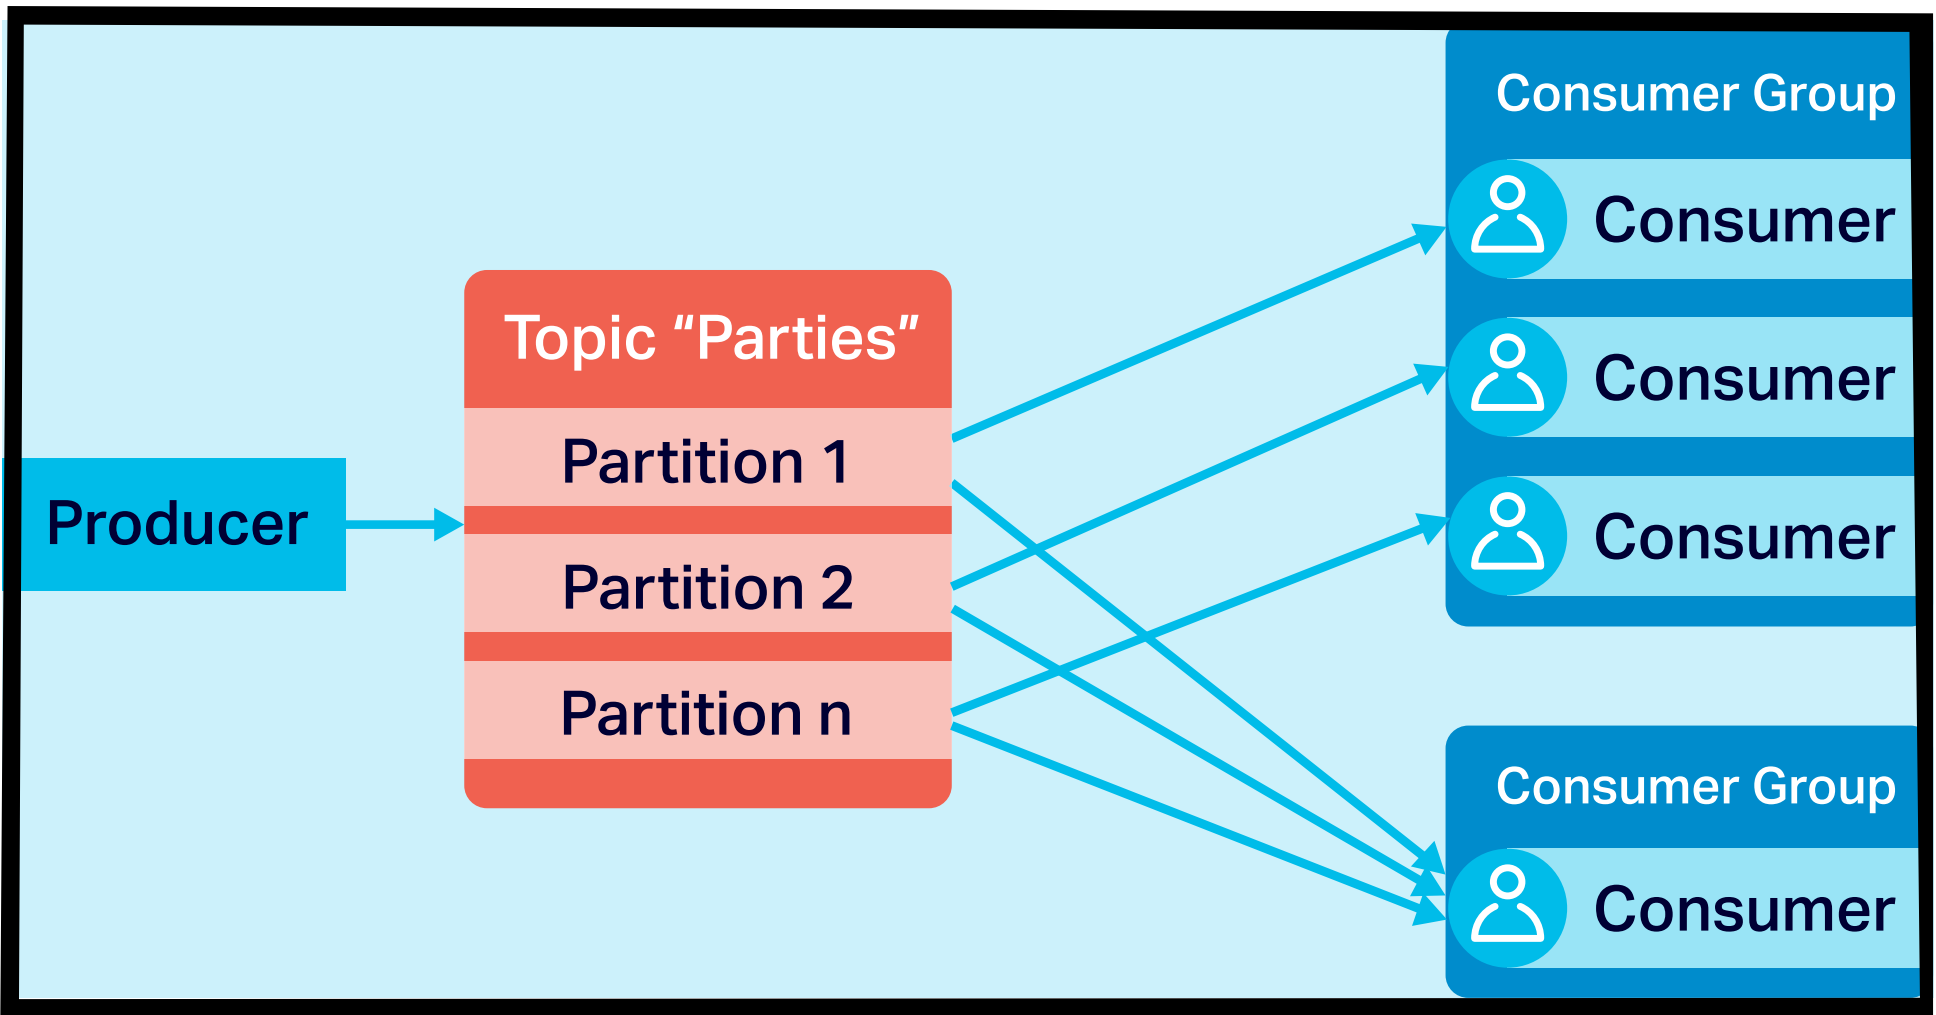 Producer
Topic “Parties”
Partition 1
Partition 2
Partition n
Consumer Group
Consumer
Consumer
Consumer
Consumer Group
Consumer